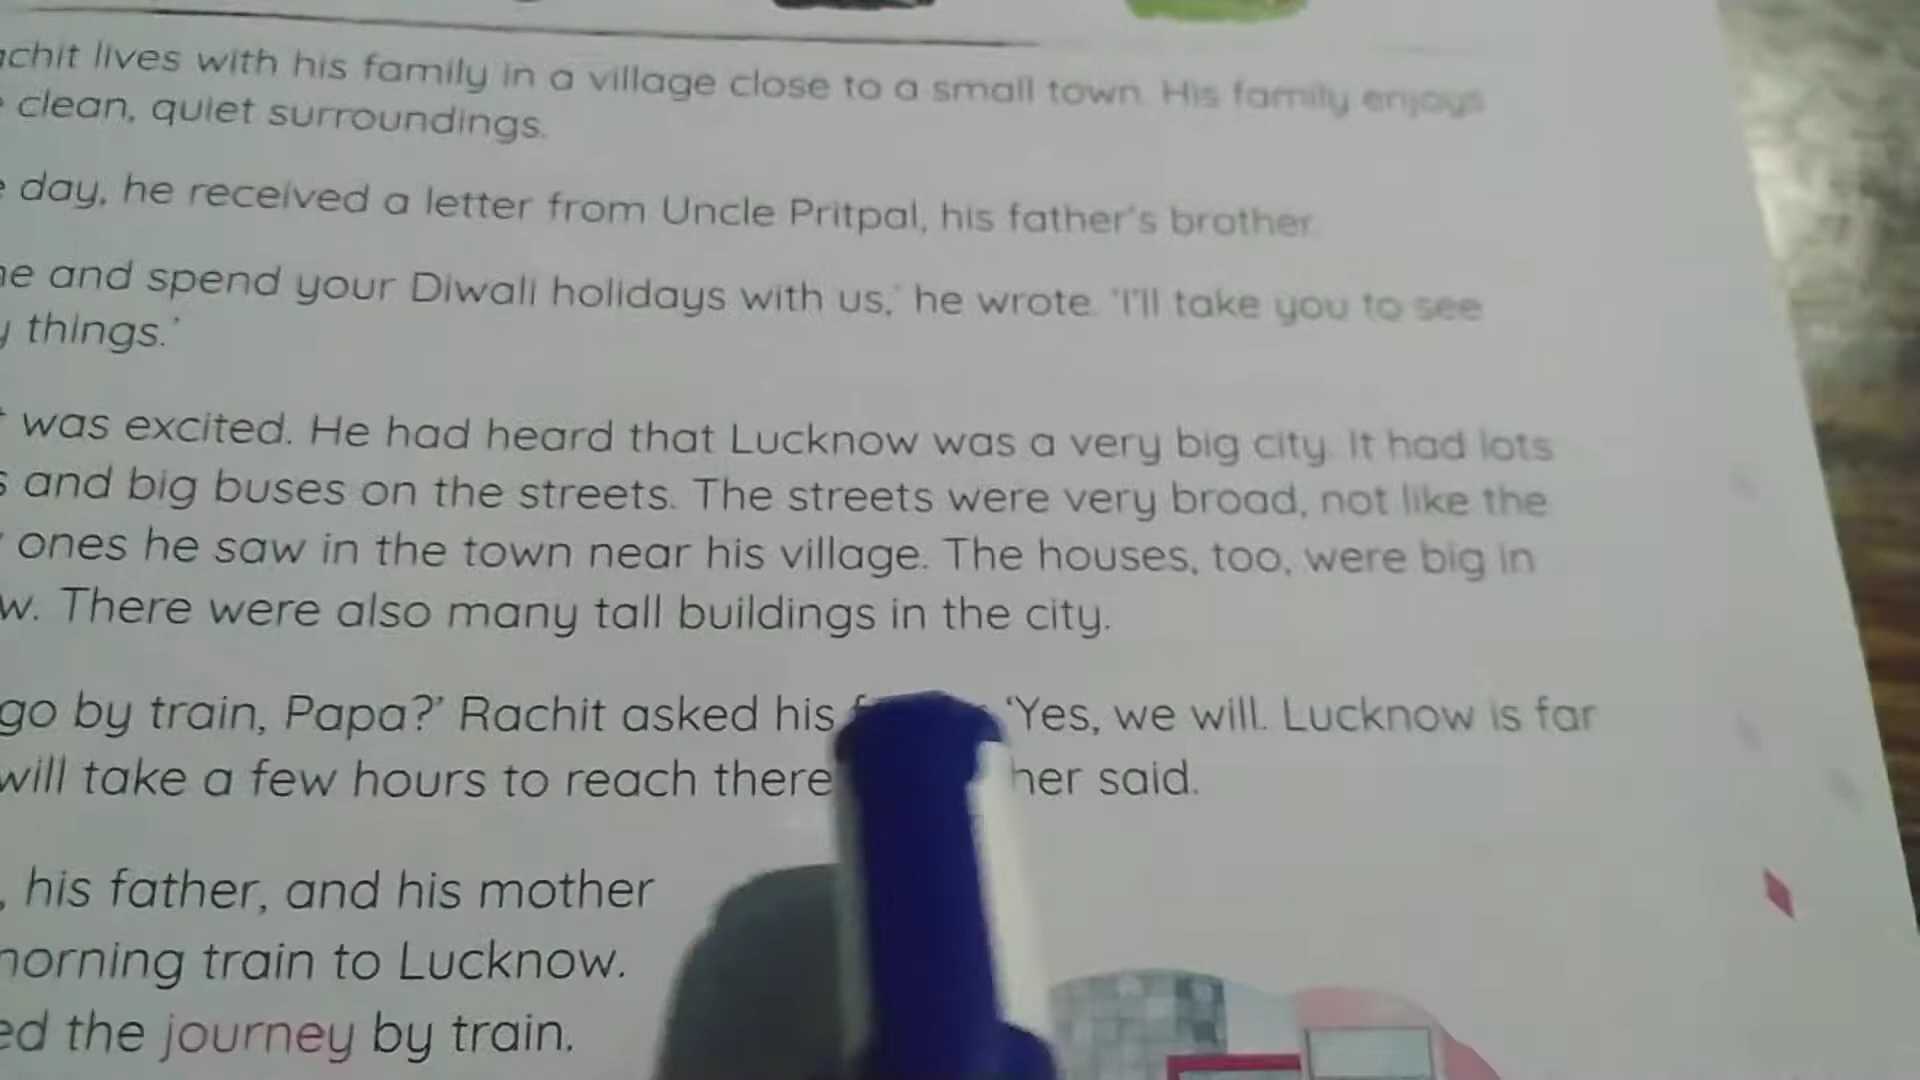 lives with his family in a village close to a small town. His family enjoys
clean, quiet surroundings.
day, he received a letter from Uncle Pritpal, his father's brother.
and spend your Diwali holidays with us,' he wrote. 'I'll take you to see
things.'
was excited. He had heard that Lucknow was a very big city. It had lots
and big buses on the streets. The streets were very broad, not like the
ones he saw in the town near his village. The houses, too, were big in
There were also many tall buildings in the city.
go by train, Papa?' Rachit asked his 'Yes, we will. Lucknow is far
will take a few hours to reach there said.
his father, and his mother
train to Lucknow.
the journey by train.